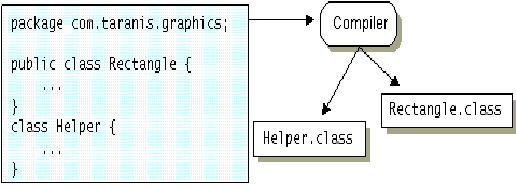 package com.taranis.graphics;
public class Rectangle {
...
}
class Helper {
...
}
Compiler
Helper.class
Rectangle.class